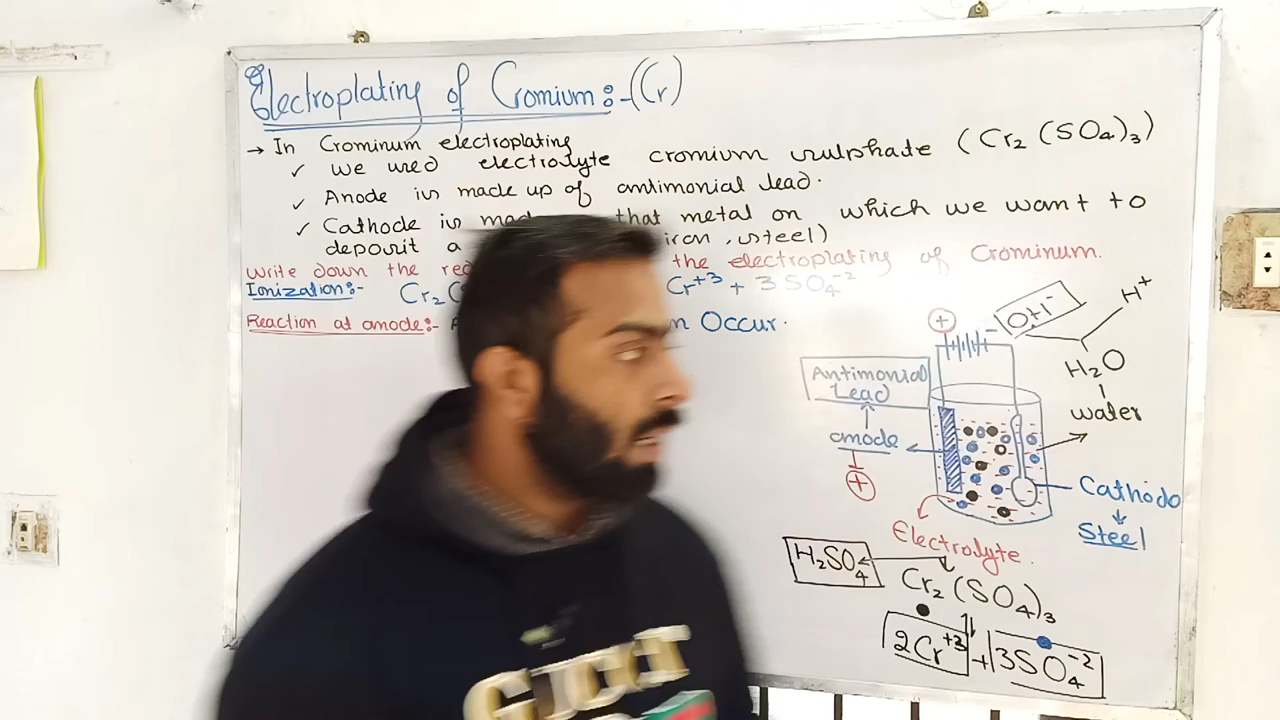 Electroplating of Cromium:-(Cr)
→ In Crominum electroplating
✓ we used electrolyte cromium sulphate (Cr₂(SO₄)₃)
✓ Anode is made up of antimonial lead.
✓ Cathode is that metal on which we want to
deposit iron, steel)
Write down the the electroplating of Crominum.
Ionization:- Cr⁺³ + 3SO₄⁻²
Reaction at anode:- Occur.
+
-
OH⁻
H⁺
H₂O
water
Antimonial
Lead
anode
+
Cathode
Steel
Electrolyte
H₂SO₄
Cr₂(SO₄)₃
2Cr⁺³ + 3SO₄⁻²
GUCCI